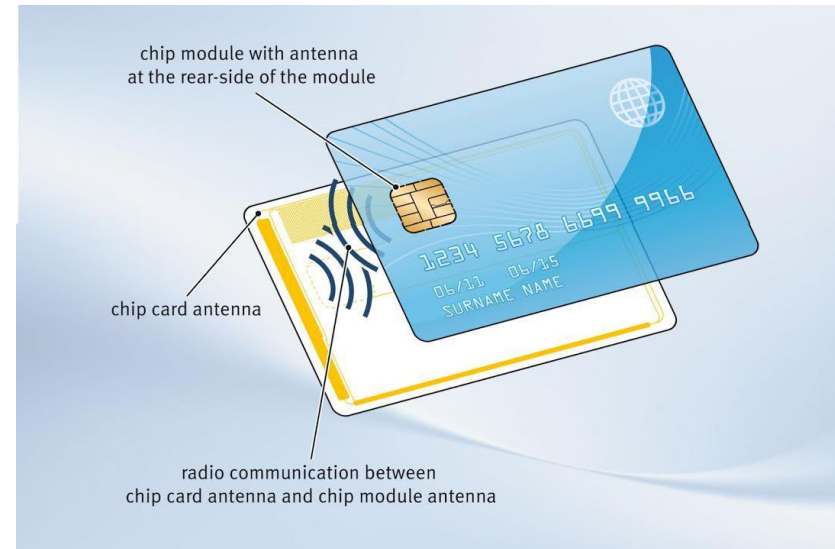 chip module with antenna
at the rear-side of the module
1234 5678 6699 9966
06/11 06/15
SURNAME NAME
chip card antenna
radio communication between
chip card antenna and chip module antenna